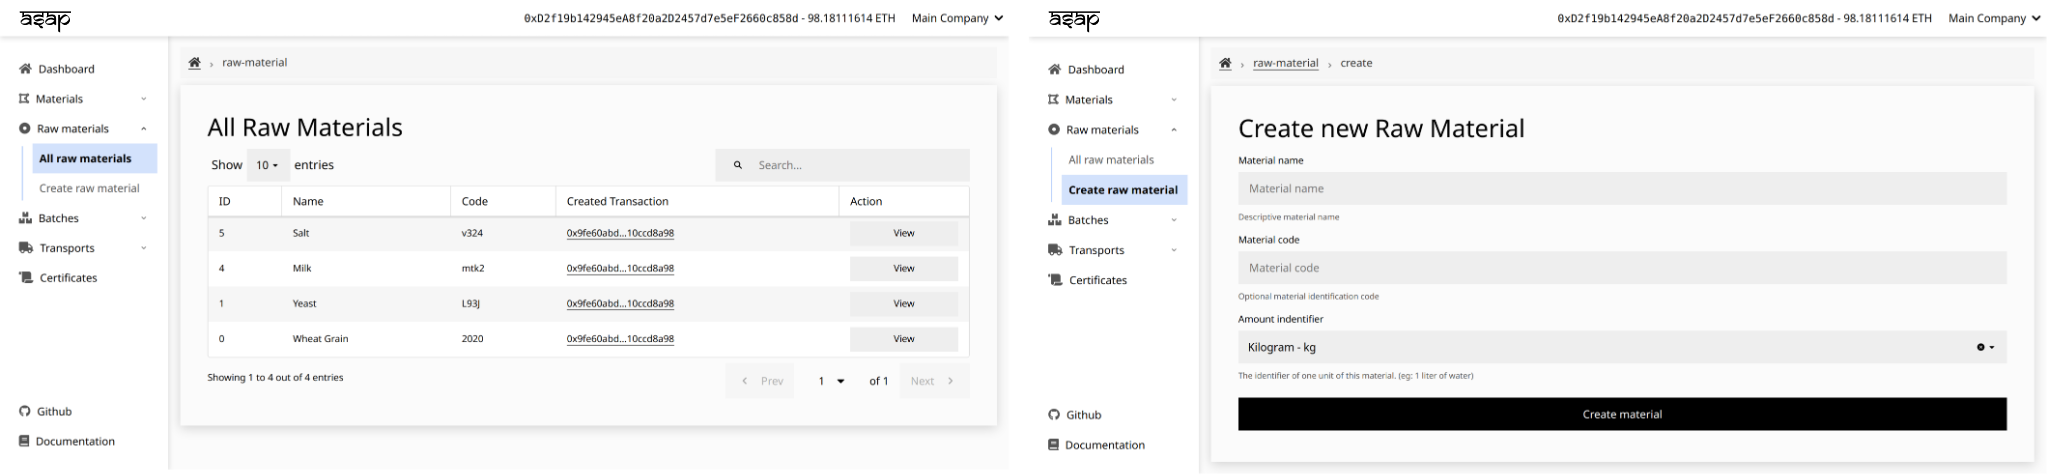 asap
0xD2f19b142945eA8f20a2D2457d7e5eF2660c858d - 98.18111614 ETH Main Company
Dashboard
Materials
Raw materials
All raw materials
Create raw material
Batches
Transports
Certificates
Github
Documentation
raw-material
All Raw Materials
Show 10 entries
Search...
ID Name Code Created Transaction Action
5 Salt v324 0x9fe60abd...10ccd8a98 View
4 Milk mtk2 0x9fe60abd...10ccd8a98 View
1 Yeast L93J 0x9fe60abd...10ccd8a98 View
0 Wheat Grain 2020 0x9fe60abd...10ccd8a98 View
Showing 1 to 4 out of 4 entries
Prev 1 of 1 Next
asap
0xD2f19b142945eA8f20a2D2457d7e5eF2660c858d - 98.18111614 ETH Main Company
Dashboard
Materials
Raw materials
All raw materials
Create raw material
Batches
Transports
Certificates
Github
Documentation
raw-material › create
Create new Raw Material
Material name
Material name
Descriptive material name
Material code
Material code
Optional material identification code
Amount indentifier
Kilogram - kg
The identifier of one unit of this material. (eg: 1 liter of water)
Create material